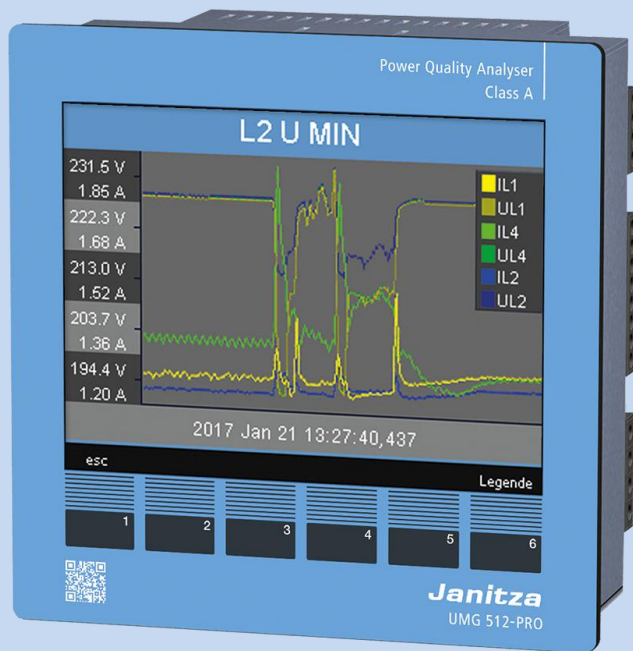 Power Quality Analyser
Class A
L2 U MIN
231.5 V
1.85 A
222.3 V
1.68 A
213.0 V
1.52 A
203.7 V
1.36 A
194.4 V
1.20 A
IL1
UL1
IL4
UL4
IL2
UL2
2017 Jan 21 13:27:40,437
esc
Legende
1 2 3 4 5 6
Janitza
UMG 512-PRO